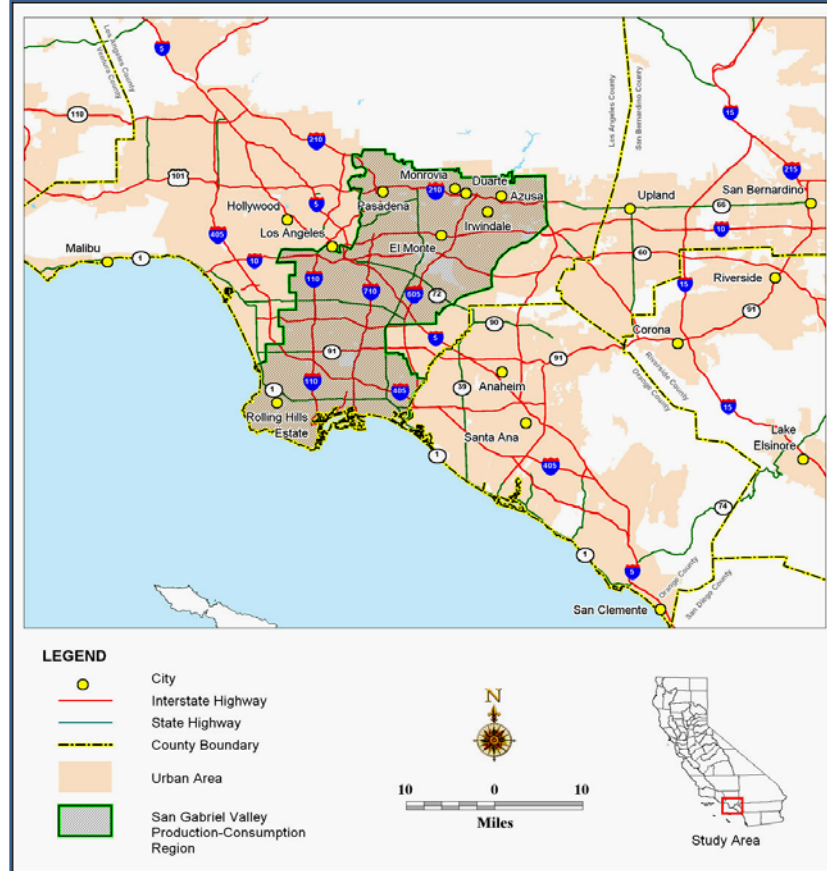 Los Angeles County
Ventura County
5
Los Angeles County
San Bernardino County
110
15
210
215
101
Monrovia
Duarte
210
Azusa
Upland
San Bernardino
66
Hollywood
5
Pasadena
Irwindale
405
Los Angeles
El Monte
10
Malibu
1
10
60
110
710
605
72
Riverside
15
5
90
Corona
91
91
91
Riverside County
Orange County
1
110
405
39
Anaheim
15
Rolling Hills
Estate
Santa Ana
Lake
Elsinore
1
405
74
1
5
Orange County
San Diego County
San Clemente
LEGEND
City
Interstate Highway
State Highway
County Boundary
Urban Area
San Gabriel Valley
Production-Consumption
Region
N
10 0 10
Miles
Study Area